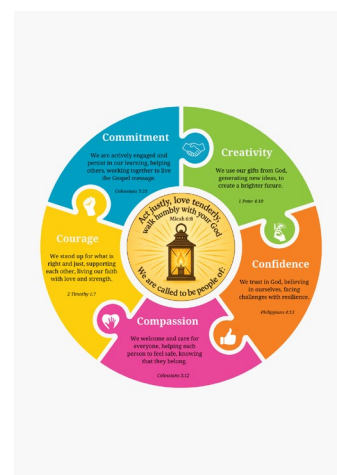 Commitment
We are actively engaged and
persist in our learning, helping
others, working together to live
the Gospel message.
Colossians 3:23
Creativity
We use our gifts from God,
generating new ideas, to
create a brighter future.
1 Peter 4:10
Act justly, love tenderly,
walk humbly with your God
Micah 6:8
We are called to be people of:
Courage
We stand up for what is
right and just, supporting
each other, living our faith
with love and strength.
2 Timothy 1:7
Confidence
We trust in God, believing
in ourselves, facing
challenges with resilience.
Philippians 4:13
Compassion
We welcome and care for
everyone, helping each
person to feel safe, knowing
that they belong.
Colossians 3:12